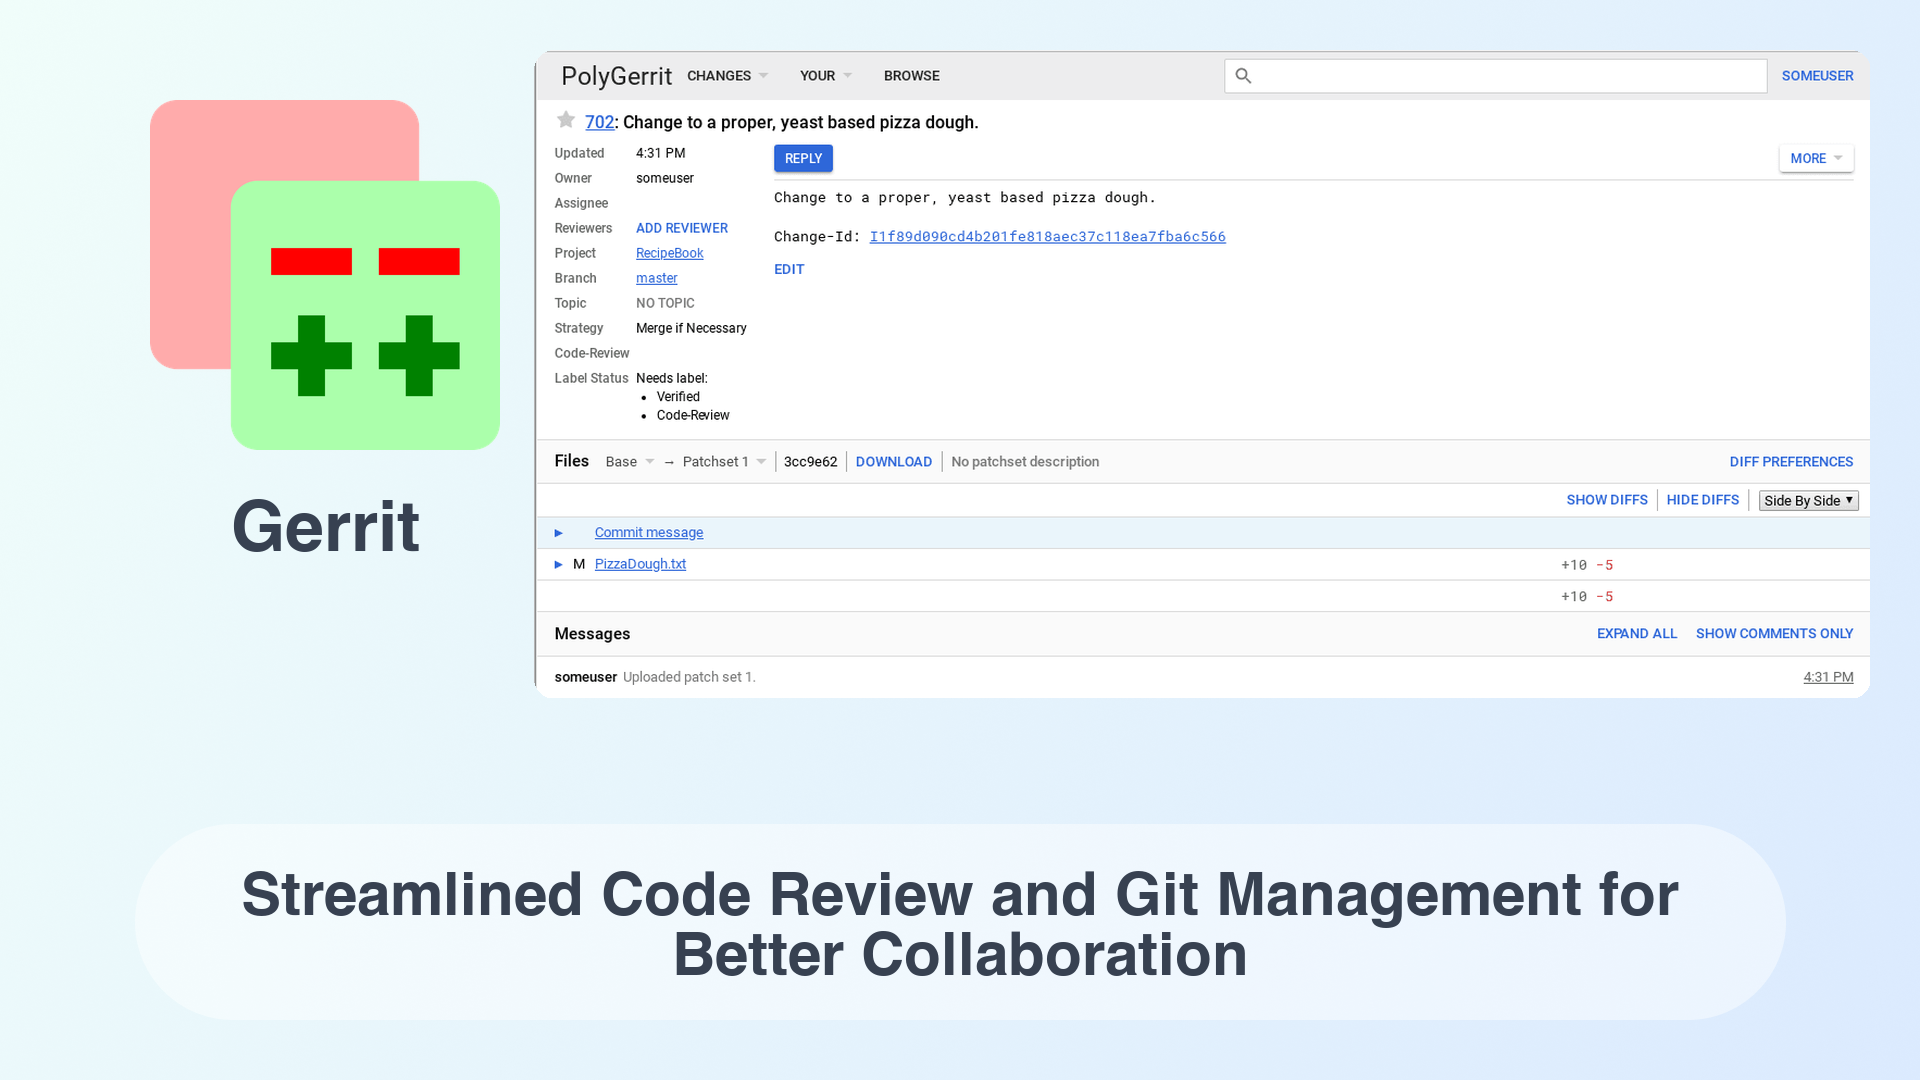 PolyGerrit CHANGES YOUR BROWSE SOMEUSER
702: Change to a proper, yeast based pizza dough.
Updated 4:31 PM REPLY MORE
Owner someuser
Change to a proper, yeast based pizza dough.
Assignee
Reviewers ADD REVIEWER
Change-Id: I1f89d090cd4b201fe818aec37c118ea7fba6c566
Project RecipeBook
EDIT
Branch master
Topic NO TOPIC
Strategy Merge if Necessary
Code-Review
Label Status Needs label:
• Verified
• Code-Review
Files Base → Patchset 1 3cc9e62 DOWNLOAD No patchset description DIFF PREFERENCES
SHOW DIFFS HIDE DIFFS Side By Side
Commit message
M PizzaDough.txt +10 -5
+10 -5
Messages EXPAND ALL SHOW COMMENTS ONLY
someuser Uploaded patch set 1. 4:31 PM
Gerrit
Streamlined Code Review and Git Management for
Better Collaboration